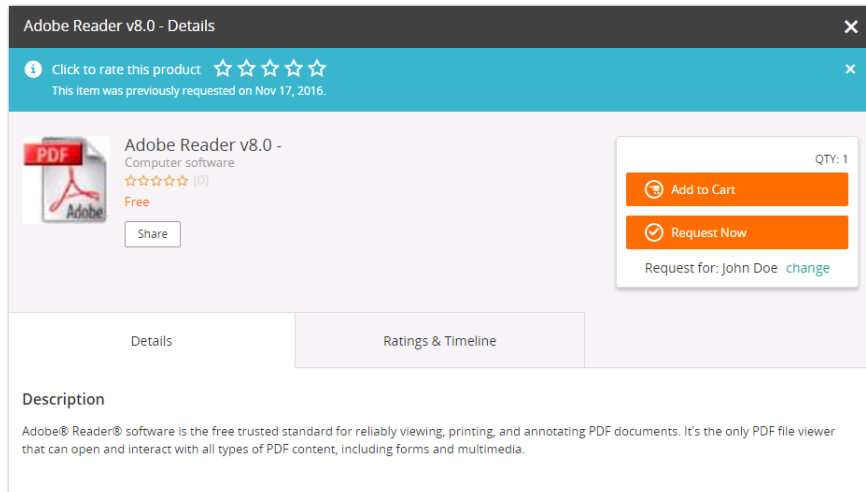 Adobe Reader v8.0 - Details
Click to rate this product
This item was previously requested on Nov 17, 2016.
PDF
Adobe
Adobe Reader v8.0 -
Computer software
(0)
Free
Share
QTY: 1
Add to Cart
Request Now
Request for: John Doe change
Details
Ratings & Timeline
Description
Adobe® Reader® software is the free trusted standard for reliably viewing, printing, and annotating PDF documents. It's the only PDF file viewer
that can open and interact with all types of PDF content, including forms and multimedia.